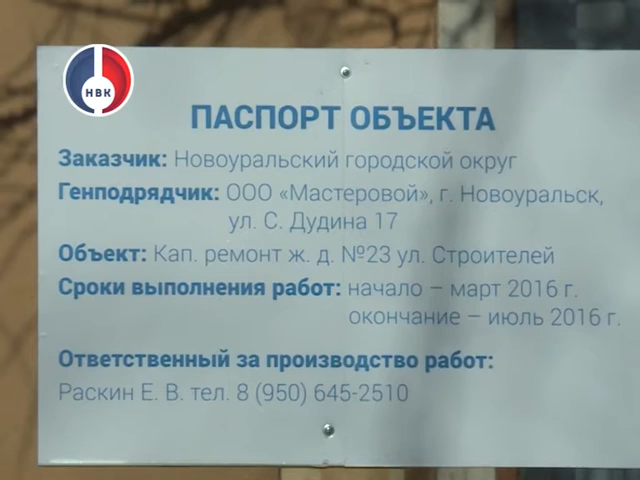 НВК
ПАСПОРТ ОБЪЕКТА
Заказчик: Новоуральский городской округ
Генподрядчик: ООО «Мастеровой», г. Новоуральск,
ул. С. Дудина 17
Объект: Кап. ремонт ж. д. №23 ул. Строителей
Сроки выполнения работ: начало – март 2016 г.
окончание – июль 2016 г.
Ответственный за производство работ:
Раскин Е. В. тел. 8 (950) 645-2510